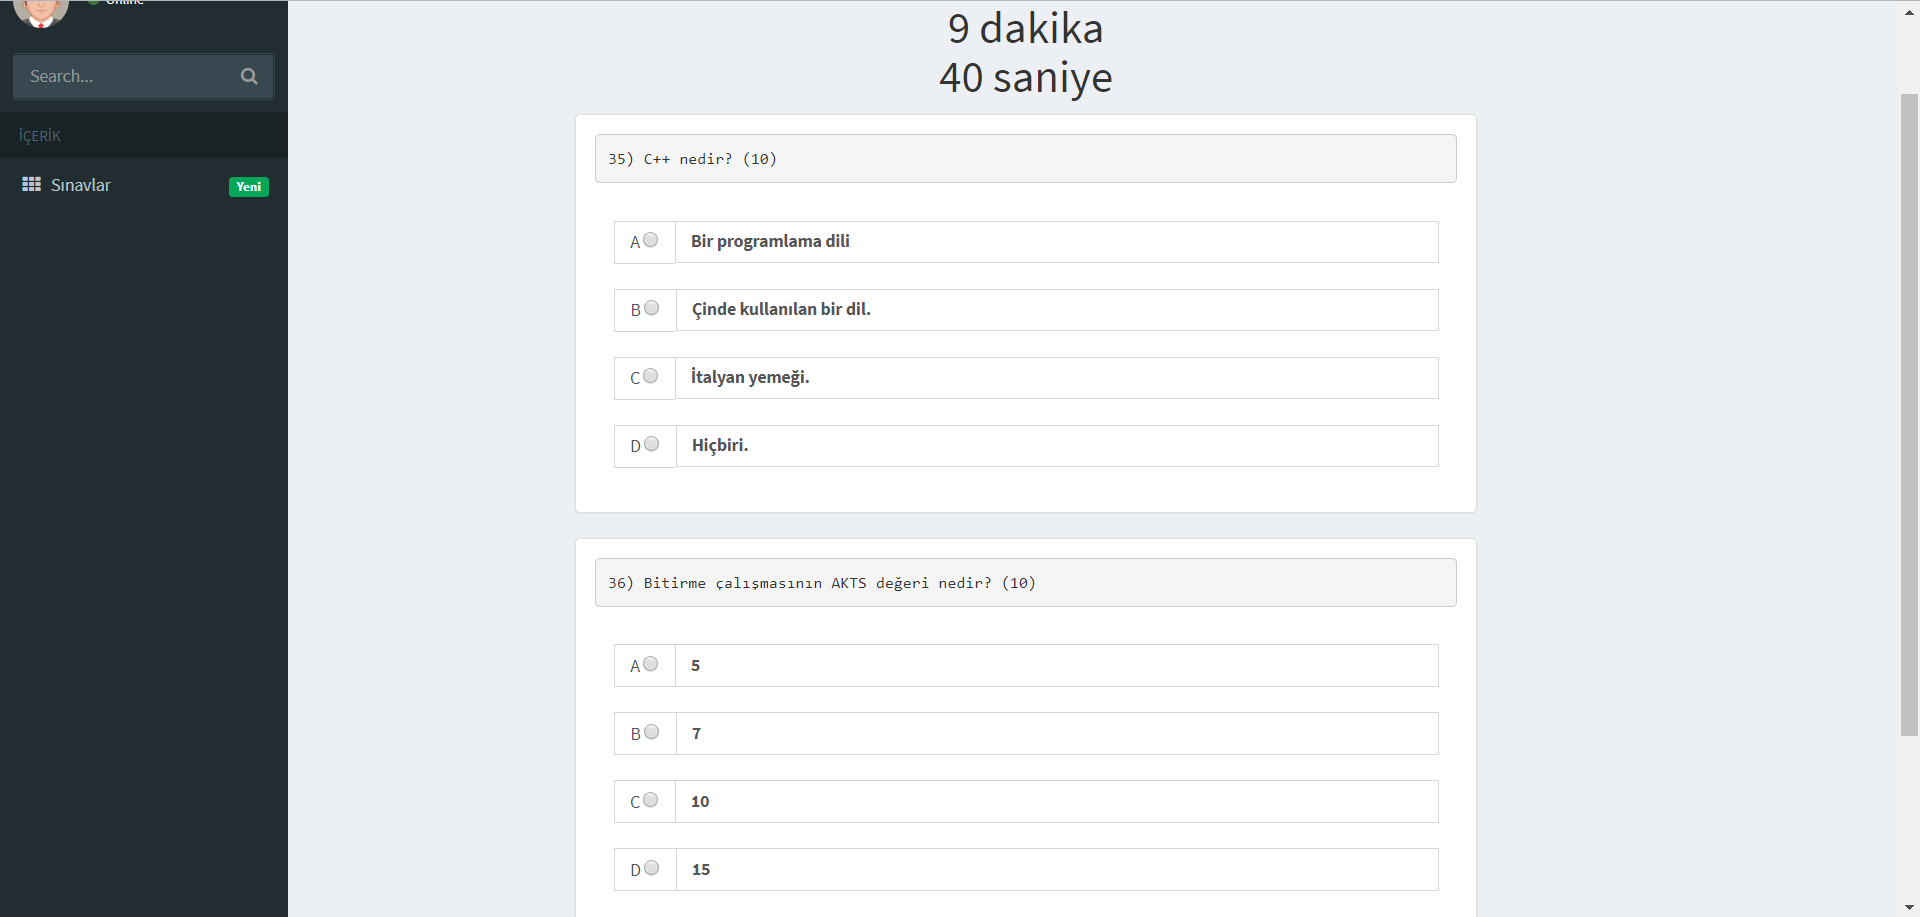 Online
Search...
İÇERİK
Sınavlar
Yeni
9 dakika
40 saniye
35) C++ nedir? (10)
A Bir programlama dili
B Çinde kullanılan bir dil.
C İtalyan yemeği.
D Hiçbiri.
36) Bitirme çalışmasının AKTS değeri nedir? (10)
A 5
B 7
C 10
D 15